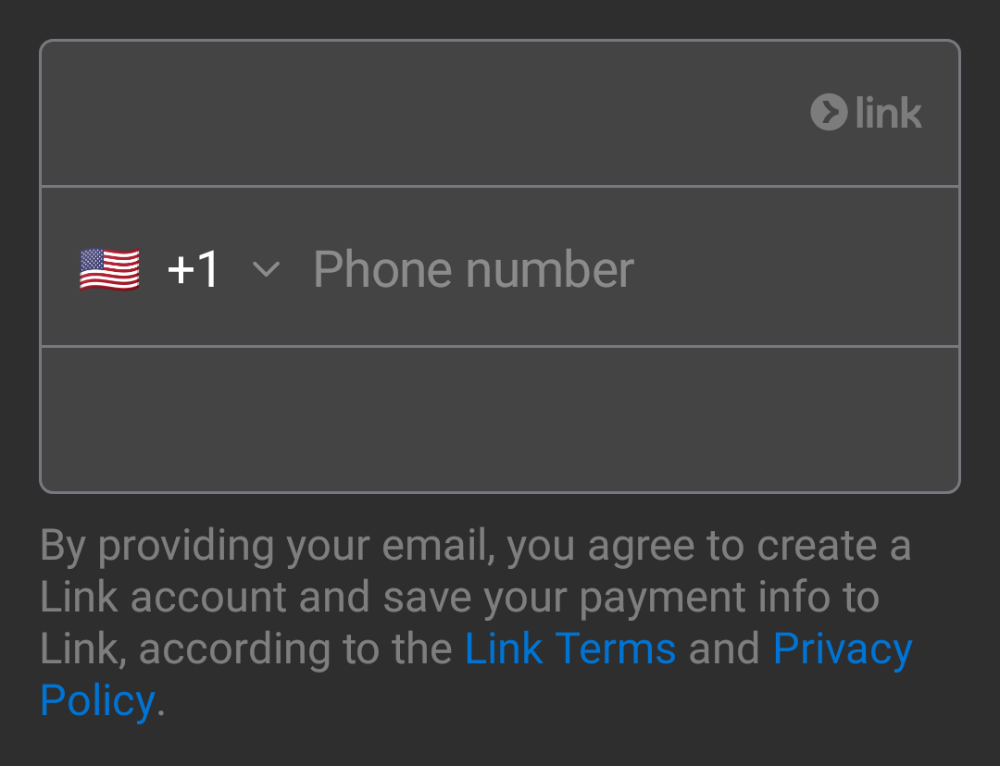 link
+1 Phone number
By providing your email, you agree to create a
Link account and save your payment info to
Link, according to the Link Terms and Privacy
Policy.